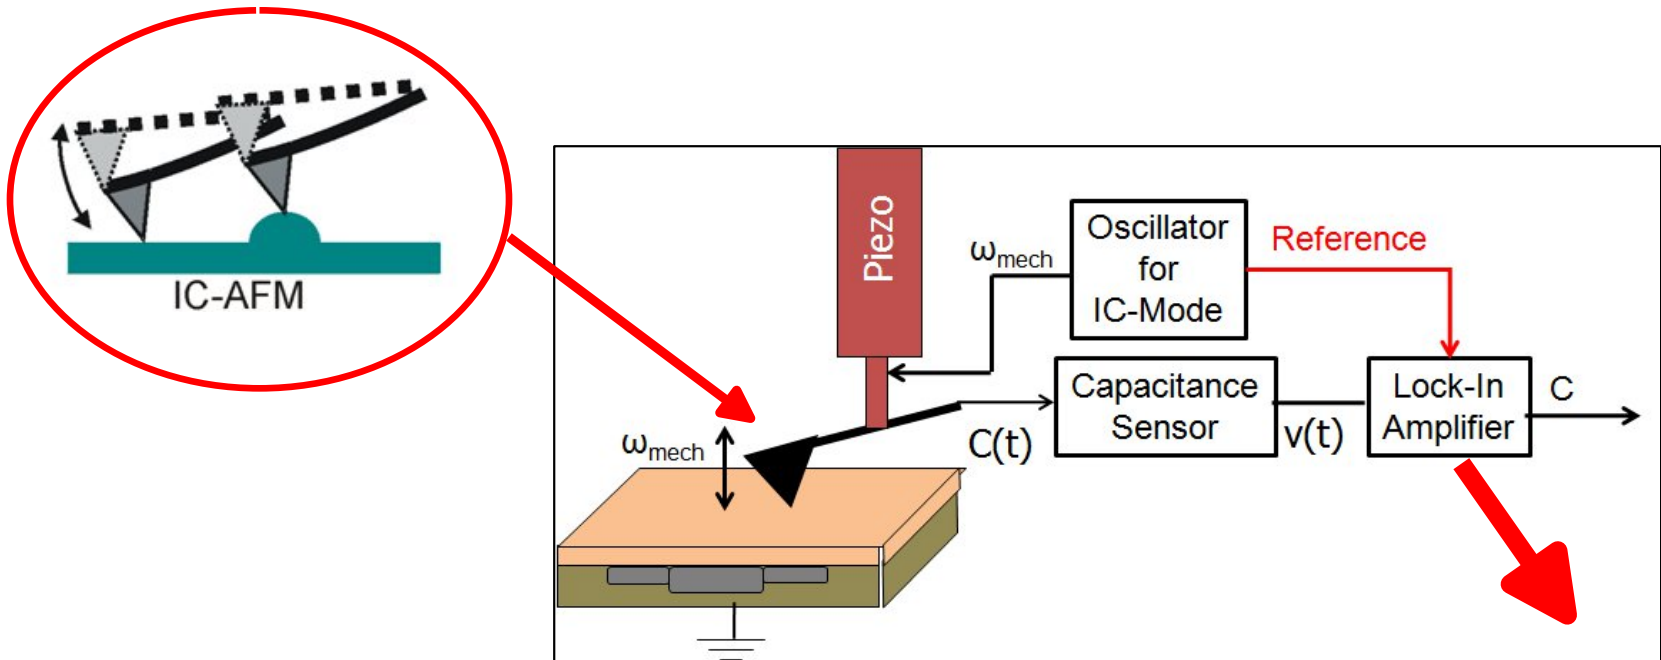 IC-AFM
Piezo
ωmech
Oscillator
for
IC-Mode
Reference
ωmech
C(t)
Capacitance
Sensor
v(t)
Lock-In
Amplifier
C